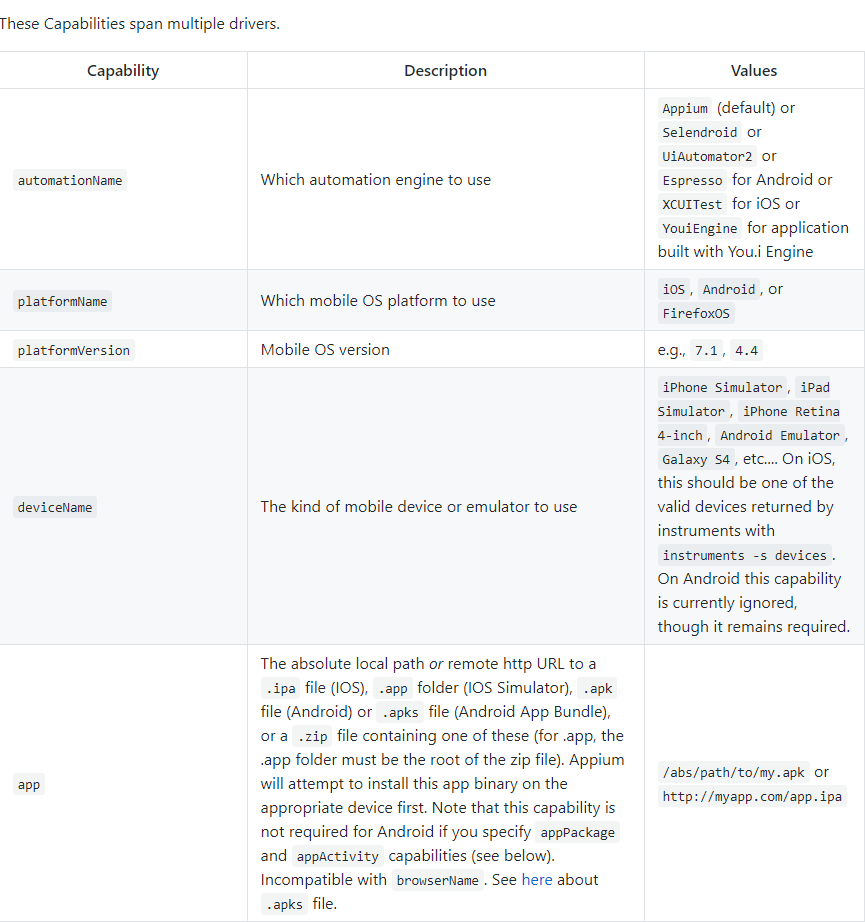 These Capabilities span multiple drivers.
Capability Description Values
automationName
Which automation engine to use
Appium (default) or
Selendroid or
UiAutomator2 or
Espresso for Android or
XCUITest for iOS or
YouiEngine for application
built with You.i Engine
platformName
Which mobile OS platform to use
iOS, Android, or
FirefoxOS
platformVersion
Mobile OS version
e.g., 7.1, 4.4
deviceName
The kind of mobile device or emulator to use
iPhone Simulator, iPad
Simulator, iPhone Retina
4-inch, Android Emulator,
Galaxy S4, etc.... On iOS,
this should be one of the
valid devices returned by
instruments with
instruments -s devices.
On Android this capability
is currently ignored,
though it remains required.
app
The absolute local path or remote http URL to a
.ipa file (IOS), .app folder (IOS Simulator), .apk
file (Android) or .apks file (Android App Bundle),
or a .zip file containing one of these (for .app, the
.app folder must be the root of the zip file). Appium
will attempt to install this app binary on the
appropriate device first. Note that this capability is
not required for Android if you specify appPackage
and appActivity capabilities (see below).
Incompatible with browserName. See here about
.apks file.
/abs/path/to/my.apk or
http://myapp.com/app.ipa